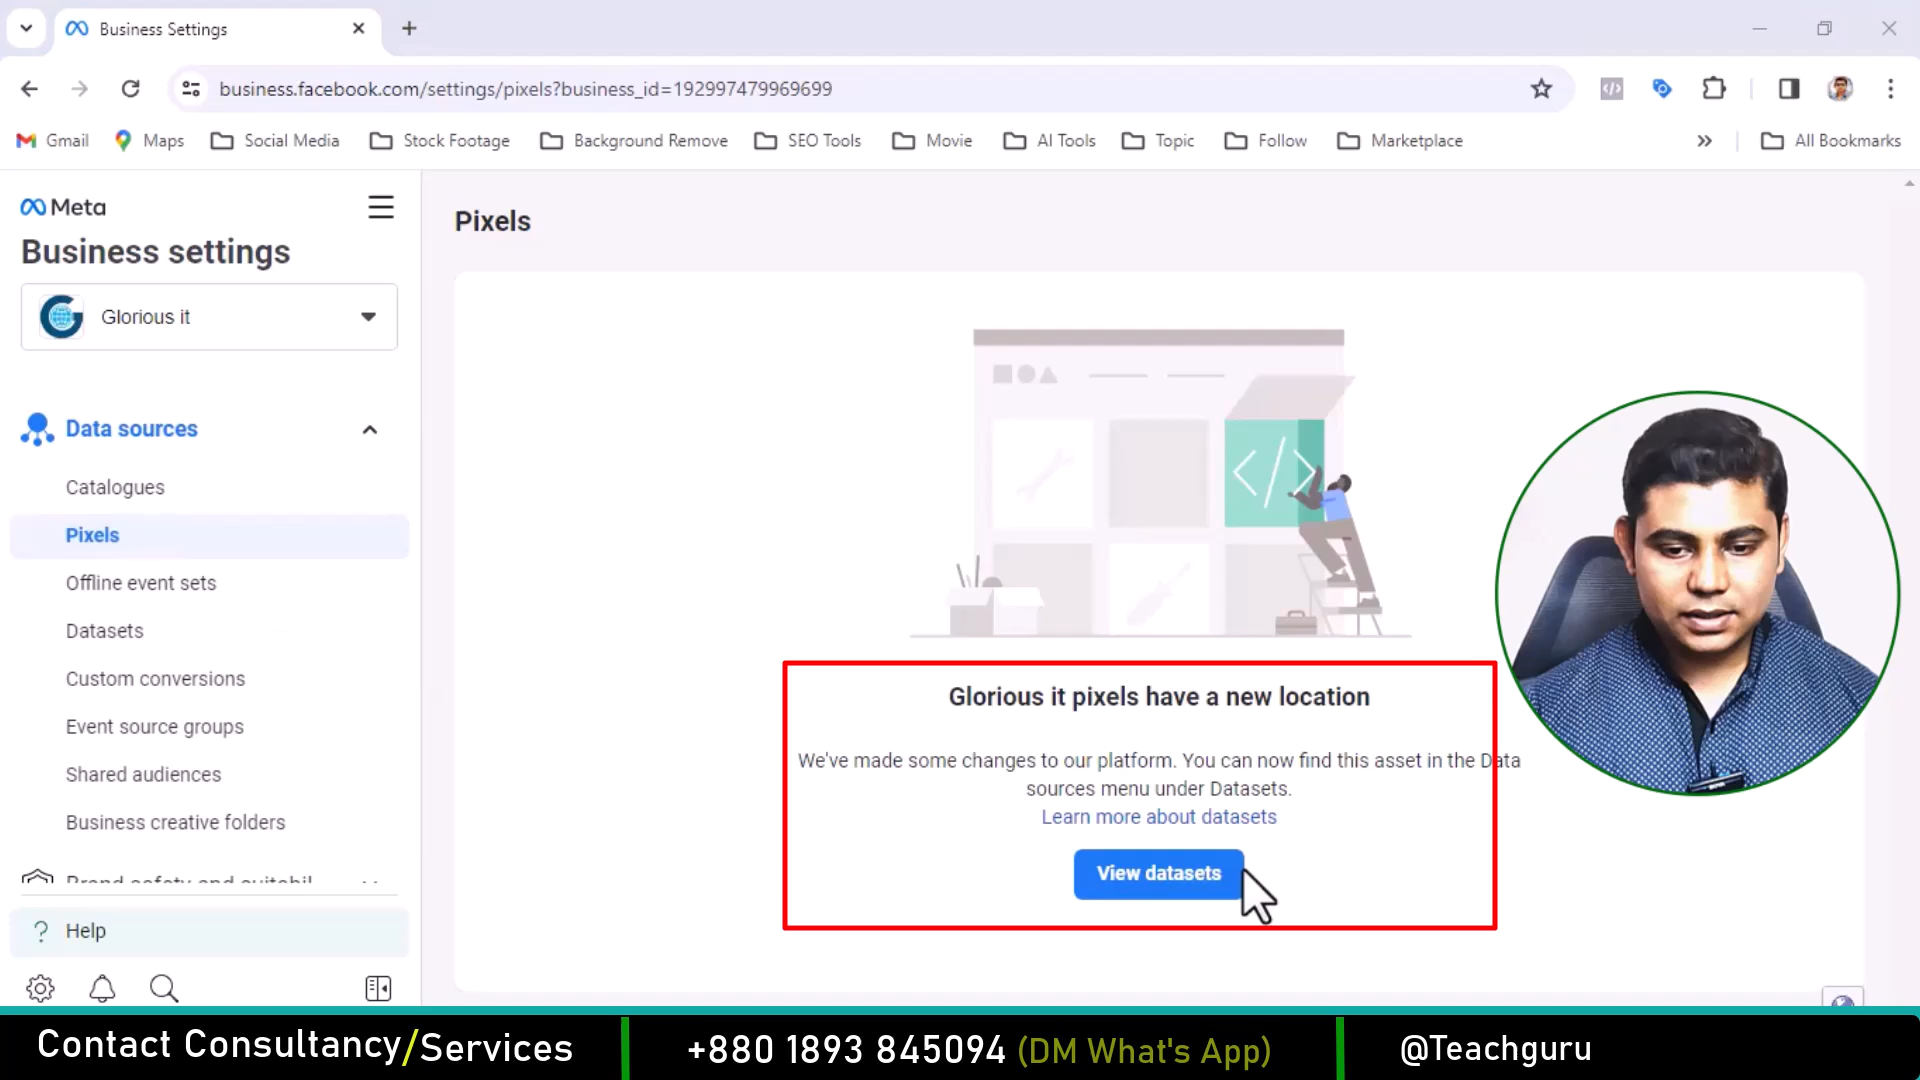 Business Settings
business.facebook.com/settings/pixels?business_id=192997479969699
Gmail Maps Social Media Stock Footage Background Remove SEO Tools Movie AI Tools Topic Follow Marketplace All Bookmarks
Meta
Business settings
Glorious it
Data sources
Catalogues
Pixels
Offline event sets
Datasets
Custom conversions
Event source groups
Shared audiences
Business creative folders
Brand safety and suitabil
Help
Pixels
</>
Glorious it pixels have a new location
We've made some changes to our platform. You can now find this asset in the Data
sources menu under Datasets.
Learn more about datasets
View datasets
Contact Consultancy/Services
+880 1893 845094 (DM What's App)
@Teachguru